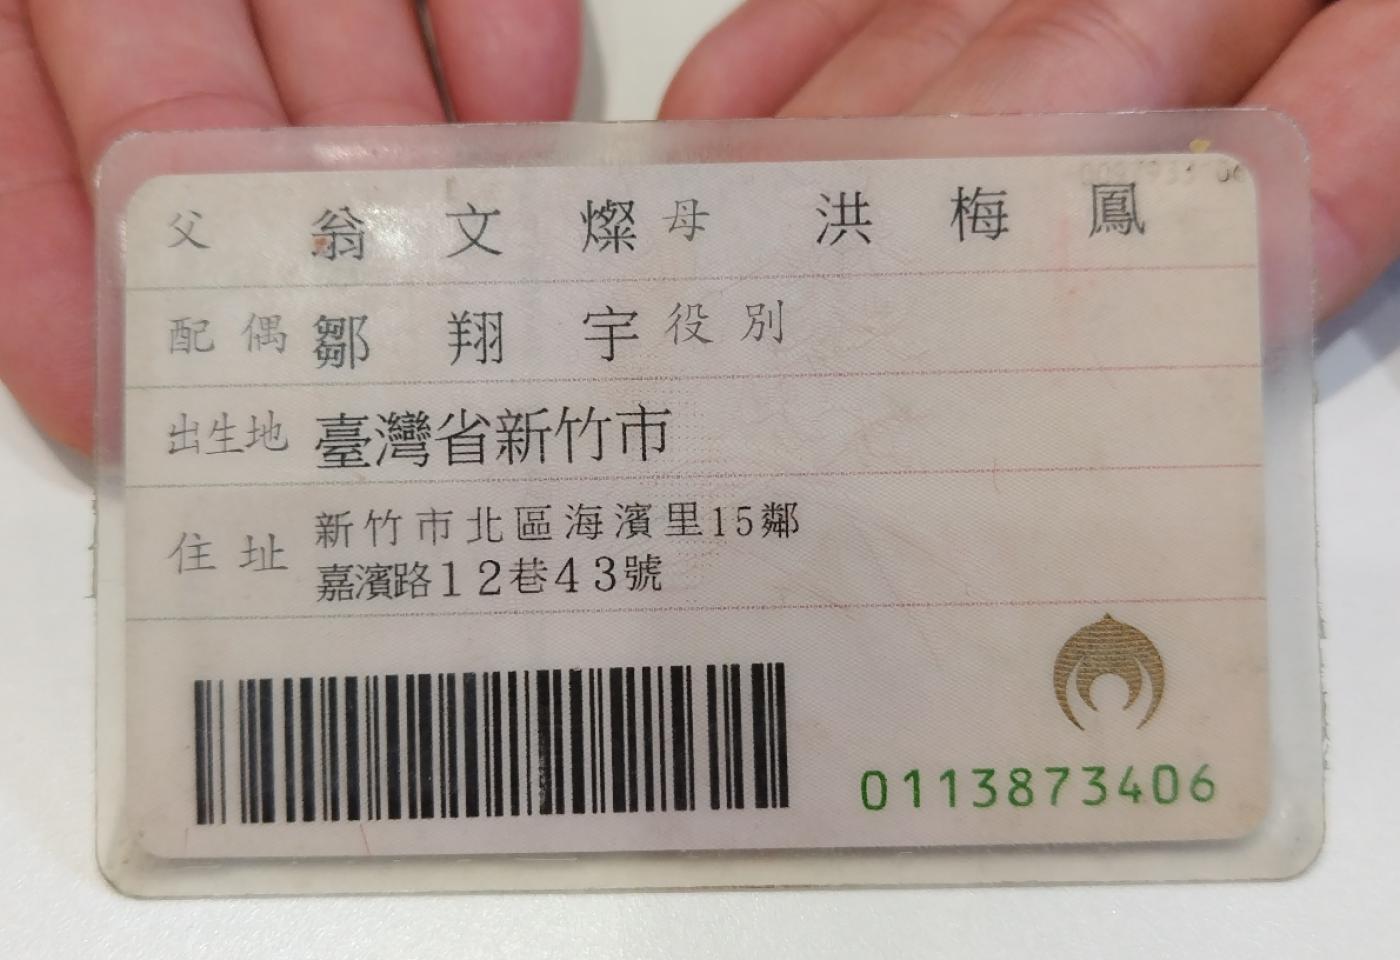 父 翁文燦 母 洪梅鳳
配偶 鄒翔宇 役別
出生地 臺灣省新竹市
住址 新竹市北區海濱里15鄰
嘉濱路12巷43號
0113873406